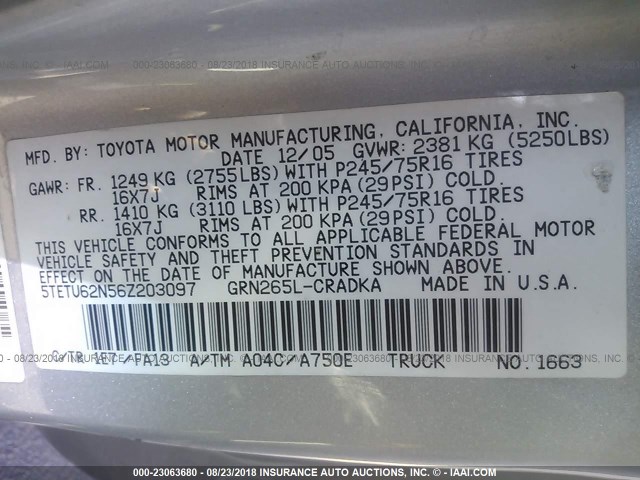 MFD. BY: TOYOTA MOTOR MANUFACTURING, CALIFORNIA, INC.
DATE 12/05 GVWR: 2381 KG (5250LBS)
GAWR: FR. 1249 KG (2755LBS) WITH P245/75R16 TIRES
16X7J RIMS AT 200 KPA (29PSI) COLD.
RR. 1410 KG (3110 LBS) WITH P245/75R16 TIRES
16X7J RIMS AT 200 KPA (29PSI) COLD.
THIS VEHICLE CONFORMS TO ALL APPLICABLE FEDERAL MOTOR
VEHICLE SAFETY AND THEFT PREVENTION STANDARDS IN
EFFECT ON THE DATE OF MANUFACTURE SHOWN ABOVE.
5TETU62N56Z203097 GRN265L-CRADKA MADE IN U.S.A.
C/TR 1E7/FA13 A/TM A04C/A750E TRUCK NO. 1663
000-23063680 - 08/23/2018 INSURANCE AUTO AUCTIONS, INC. - IAAI.COM